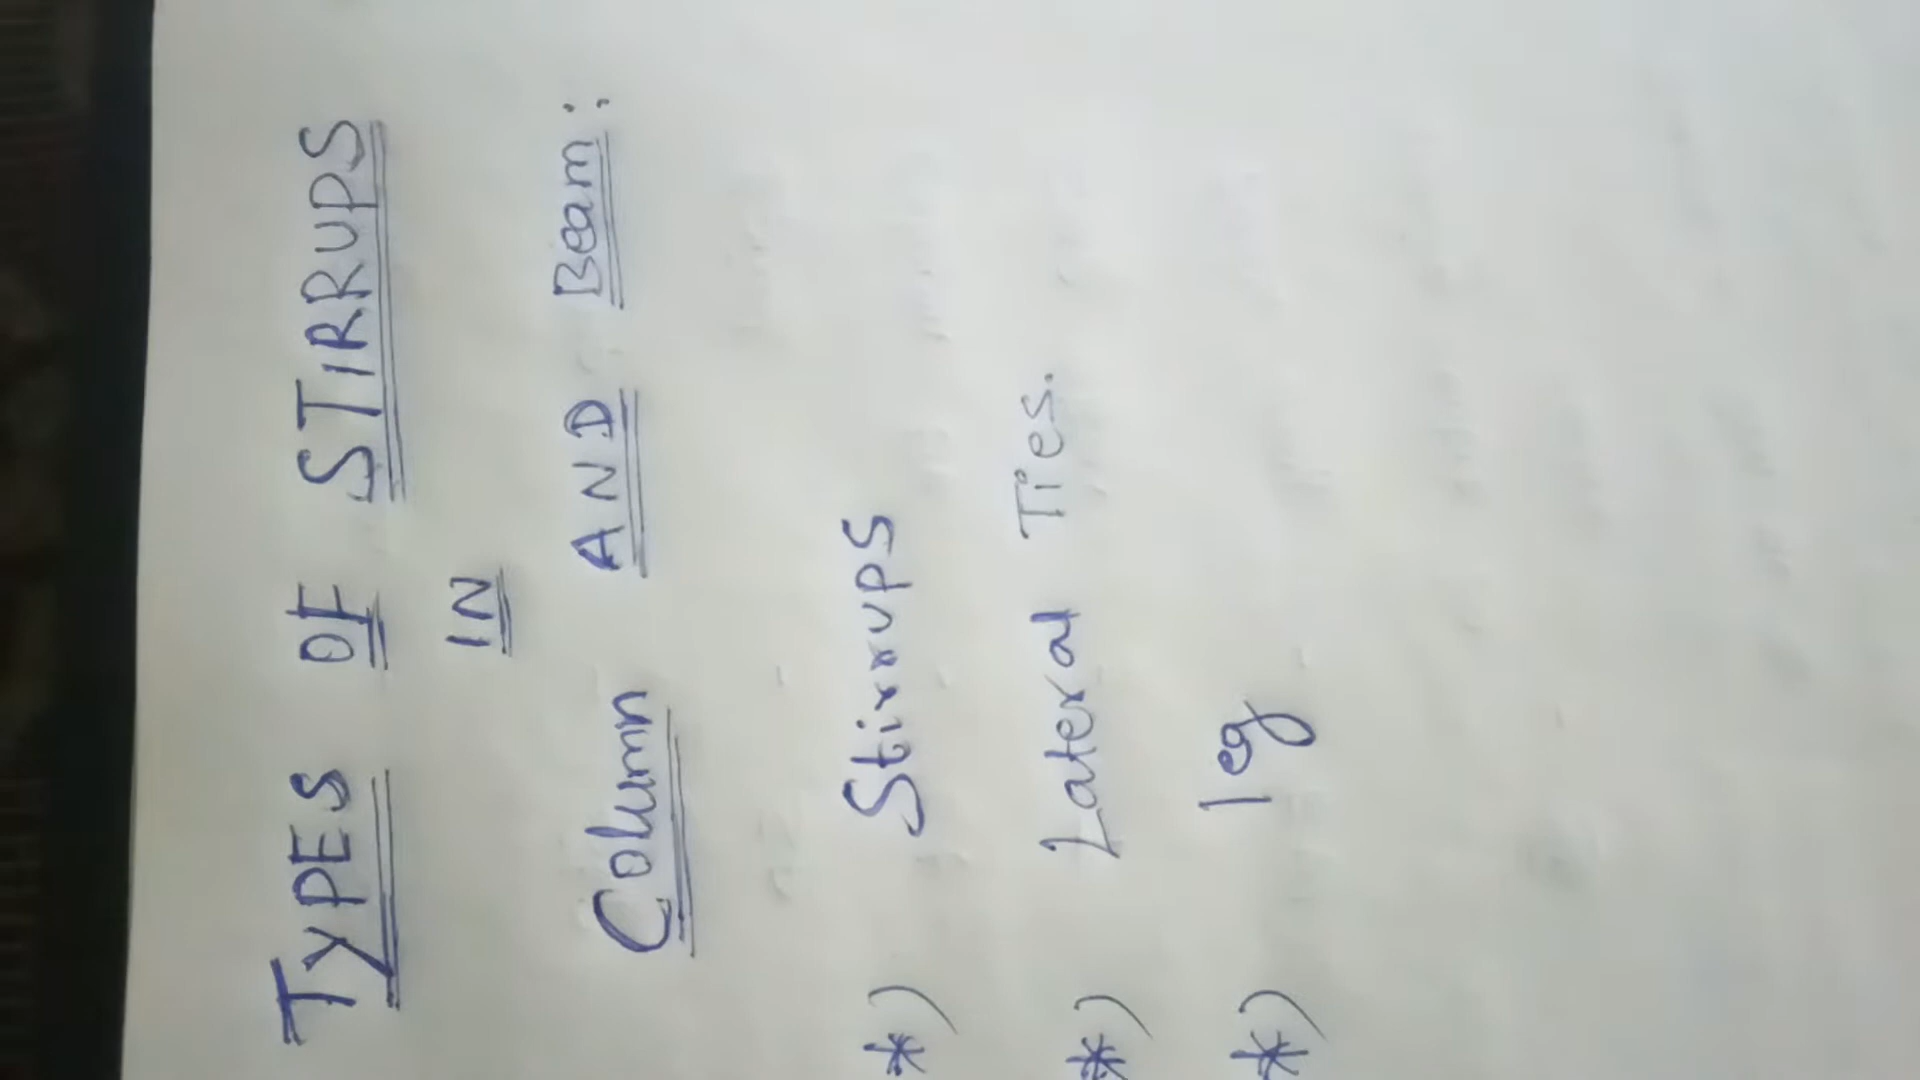 TYPES OF STIRRUPS
IN
Column AND Beam:
*) Stirrups
*) Lateral Ties.
*) leg